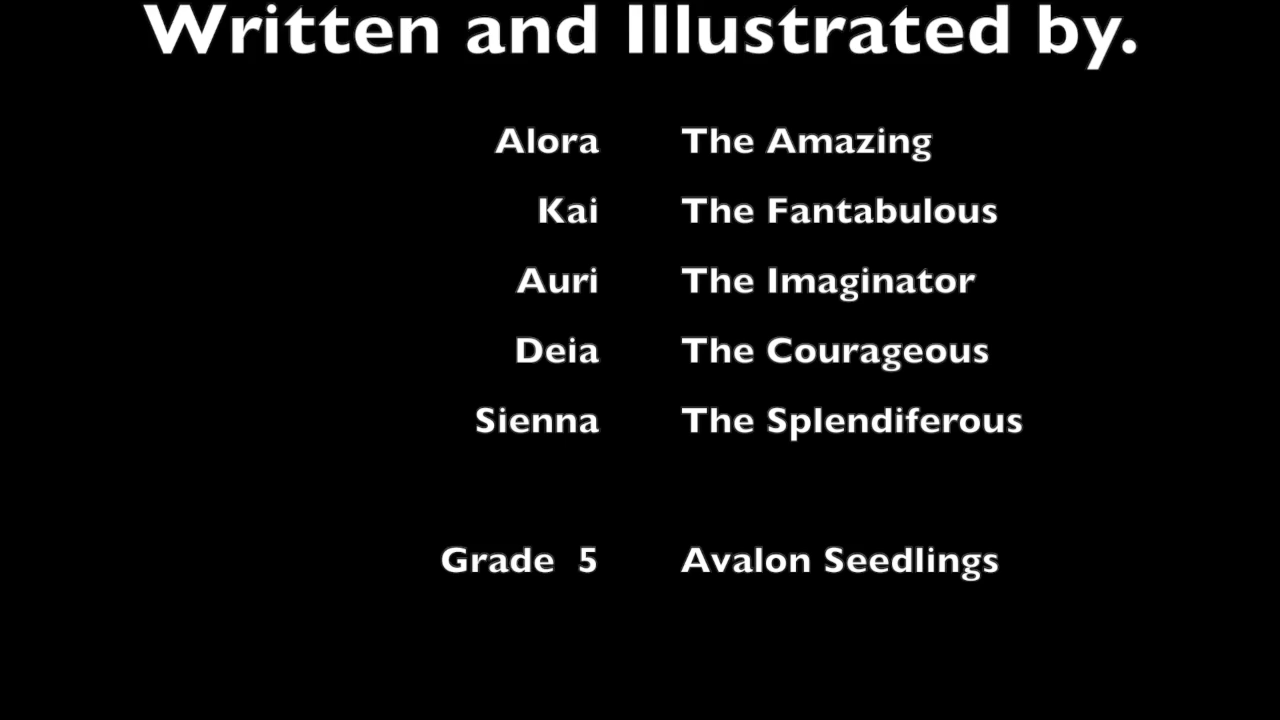 Written and Illustrated by.
Alora The Amazing
Kai The Fantabulous
Auri The Imaginator
Deia The Courageous
Sienna The Splendiferous
Grade 5 Avalon Seedlings